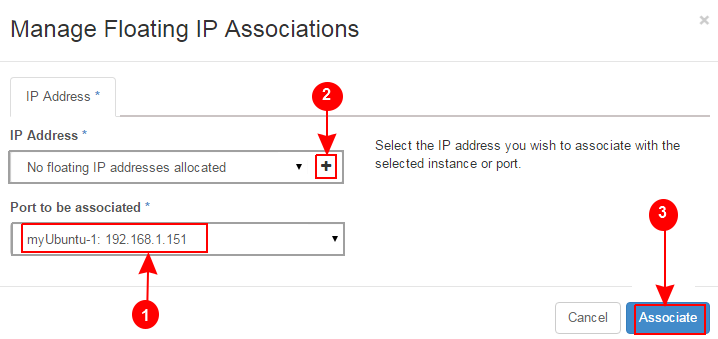 Manage Floating IP Associations
×
IP Address *
2
IP Address *
No floating IP addresses allocated
+
Select the IP address you wish to associate with the
selected instance or port.
Port to be associated *
myUbuntu-1: 192.168.1.151
3
1
Cancel
Associate